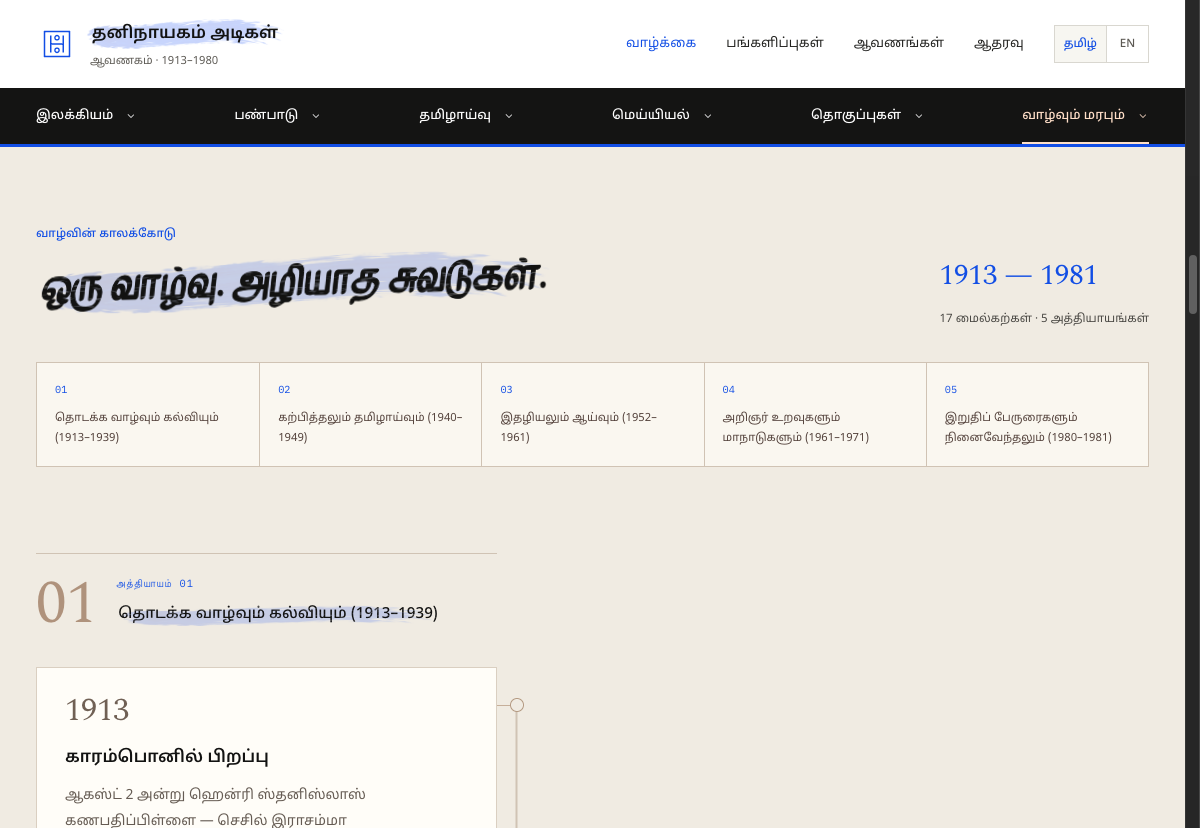 தனிநாயகம் அடிகள்
ஆவணகம் · 1913–1980
வாழ்க்கை
பங்களிப்புகள்
ஆவணங்கள்
ஆதரவு
தமிழ்
EN
இலக்கியம்
பண்பாடு
தமிழாய்வு
மெய்யியல்
தொகுப்புகள்
வாழ்வும் மரபும்
வாழ்வின் காலக்கோடு
ஒரு வாழ்வு. அழியாத சுவடுகள்.
1913 — 1981
17 மைல்கற்கள் · 5 அத்தியாயங்கள்
01
தொடக்க வாழ்வும் கல்வியும்
(1913–1939)
02
கற்பித்தலும் தமிழாய்வும் (1940–
1949)
03
இதழியலும் ஆய்வும் (1952–
1961)
04
அறிஞர் உறவுகளும்
மாநாடுகளும் (1961–1971)
05
இறுதிப் பேருரைகளும்
நினைவேந்தலும் (1980–1981)
01
அத்தியாயம் 01
தொடக்க வாழ்வும் கல்வியும் (1913–1939)
1913
காரம்பொனில் பிறப்பு
ஆகஸ்ட் 2 அன்று ஹென்ரி ஸ்தனிஸ்லாஸ்
கணபதிப்பிள்ளை — செசில் இராசம்மா